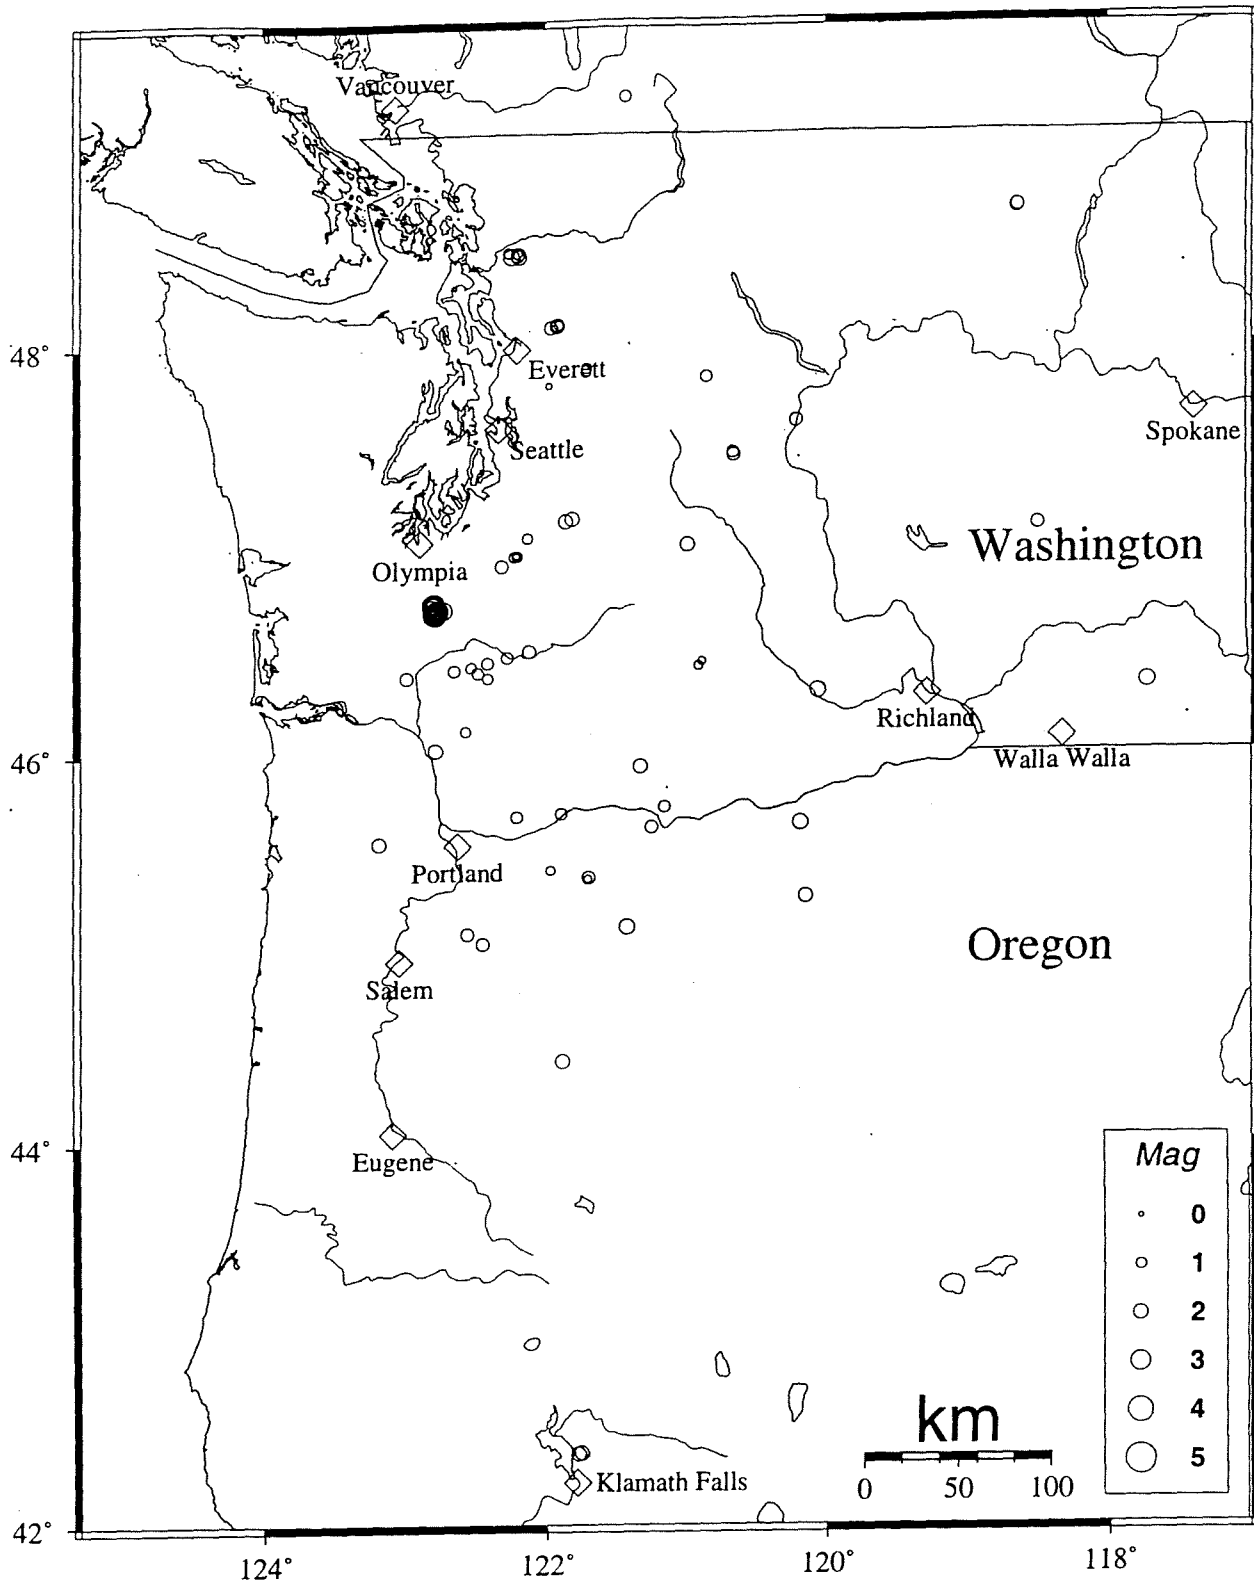 Vancouver
48°
Everett
Seattle
Spokane
Olympia
Washington
Richland
46°
Walla Walla
Portland
Oregon
Salem
44°
Eugene
Mag
0
1
2
3
4
5
km
0 50 100
Klamath Falls
42°
124° 122° 120° 118°